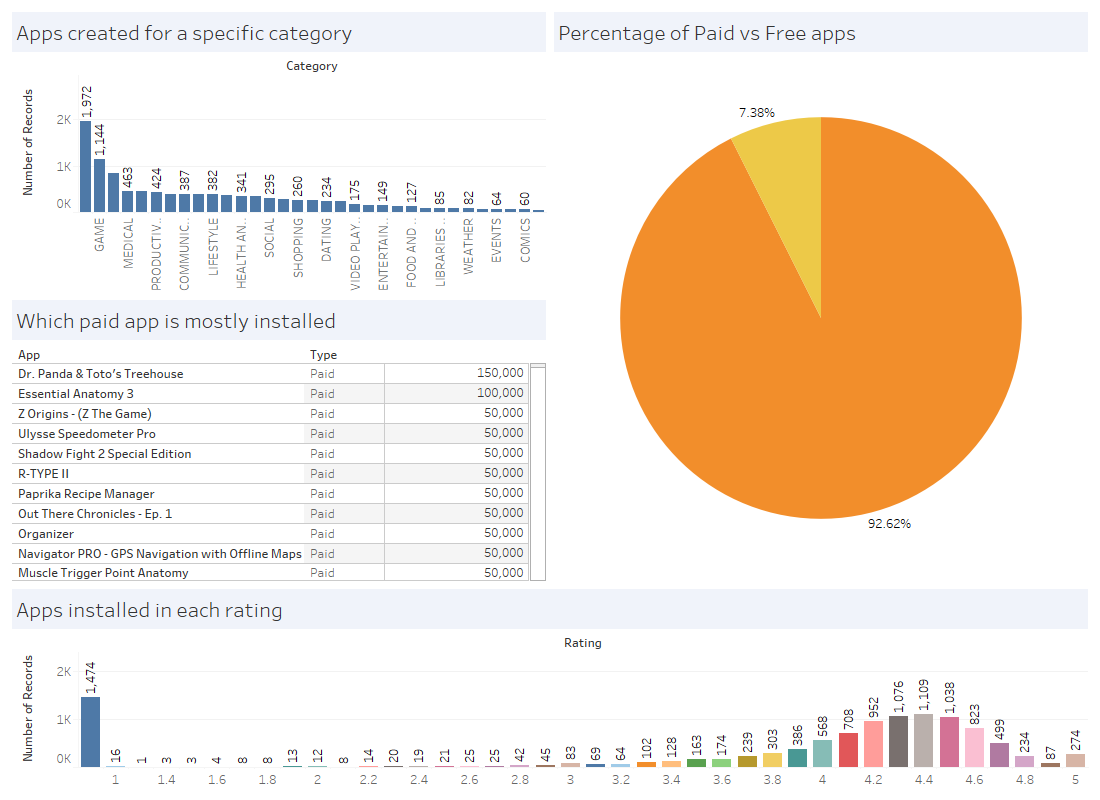 Apps created for a specific category
Category
Number of Records
2K
1K
0K
1,972
1,144
463
424
387
382
341
295
260
234
175
149
127
85
82
64
60
GAME
MEDICAL
PRODUCTIV..
COMMUNIC..
LIFESTYLE
HEALTH AN..
SOCIAL
SHOPPING
DATING
VIDEO PLAY..
ENTERTAIN..
FOOD AND ..
LIBRARIES ..
WEATHER
EVENTS
COMICS
Percentage of Paid vs Free apps
7.38%
92.62%
Which paid app is mostly installed
App Type
Dr. Panda & Toto’s Treehouse Paid 150,000
Essential Anatomy 3 Paid 100,000
Z Origins - (Z The Game) Paid 50,000
Ulysse Speedometer Pro Paid 50,000
Shadow Fight 2 Special Edition Paid 50,000
R-TYPE II Paid 50,000
Paprika Recipe Manager Paid 50,000
Out There Chronicles - Ep. 1 Paid 50,000
Organizer Paid 50,000
Navigator PRO - GPS Navigation with Offline Maps Paid 50,000
Muscle Trigger Point Anatomy Paid 50,000
Apps installed in each rating
Rating
Number of Records
2K
1K
0K
1,474
16
1
3
3
4
8
8
13
12
8
14
20
19
21
25
25
42
45
83
69
64
102
128
163
174
239
303
386
568
708
952
1,076
1,109
1,038
823
499
234
87
274
1 1.4 1.6 1.8 2 2.2 2.4 2.6 2.8 3 3.2 3.4 3.6 3.8 4 4.2 4.4 4.6 4.8 5